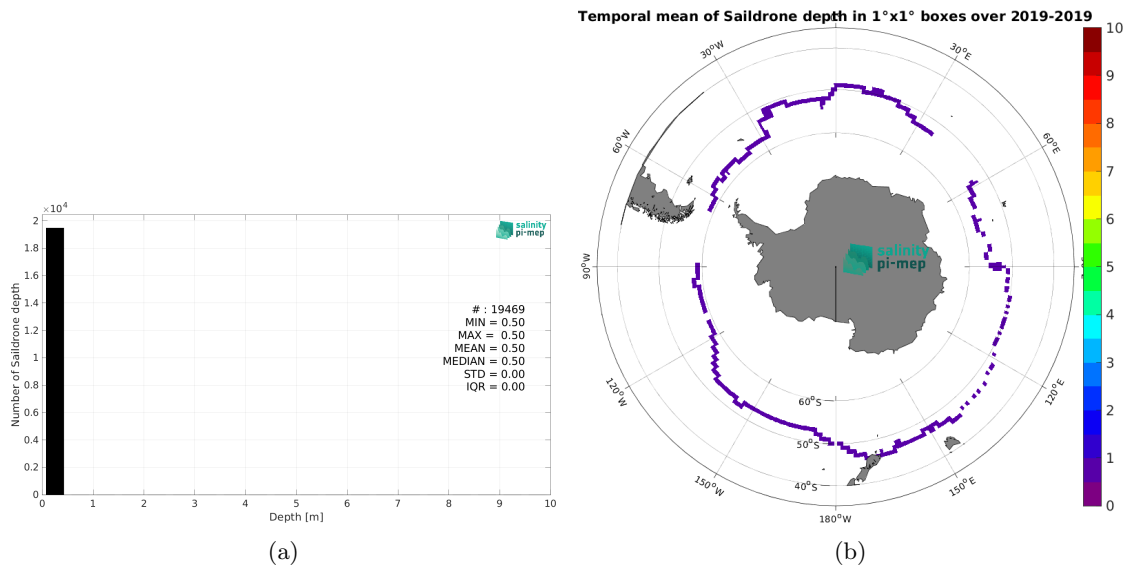 ×10⁴
2
1.8
1.6
1.4
1.2
1
0.8
0.6
0.4
0.2
0
Number of Saildrone depth
salinity
pi-mep
# : 19469
MIN = 0.50
MAX = 0.50
MEAN = 0.50
MEDIAN = 0.50
STD = 0.00
IQR = 0.00
0 1 2 3 4 5 6 7 8 9 10
Depth [m]
(a)
Temporal mean of Saildrone depth in 1°x1° boxes over 2019-2019
30°W
30°E
60°W
60°E
90°W
salinity
pi-mep
120°W
120°E
60°S
50°S
40°S
150°W
150°E
180°W
10
9
8
7
6
5
4
3
2
1
0
(b)